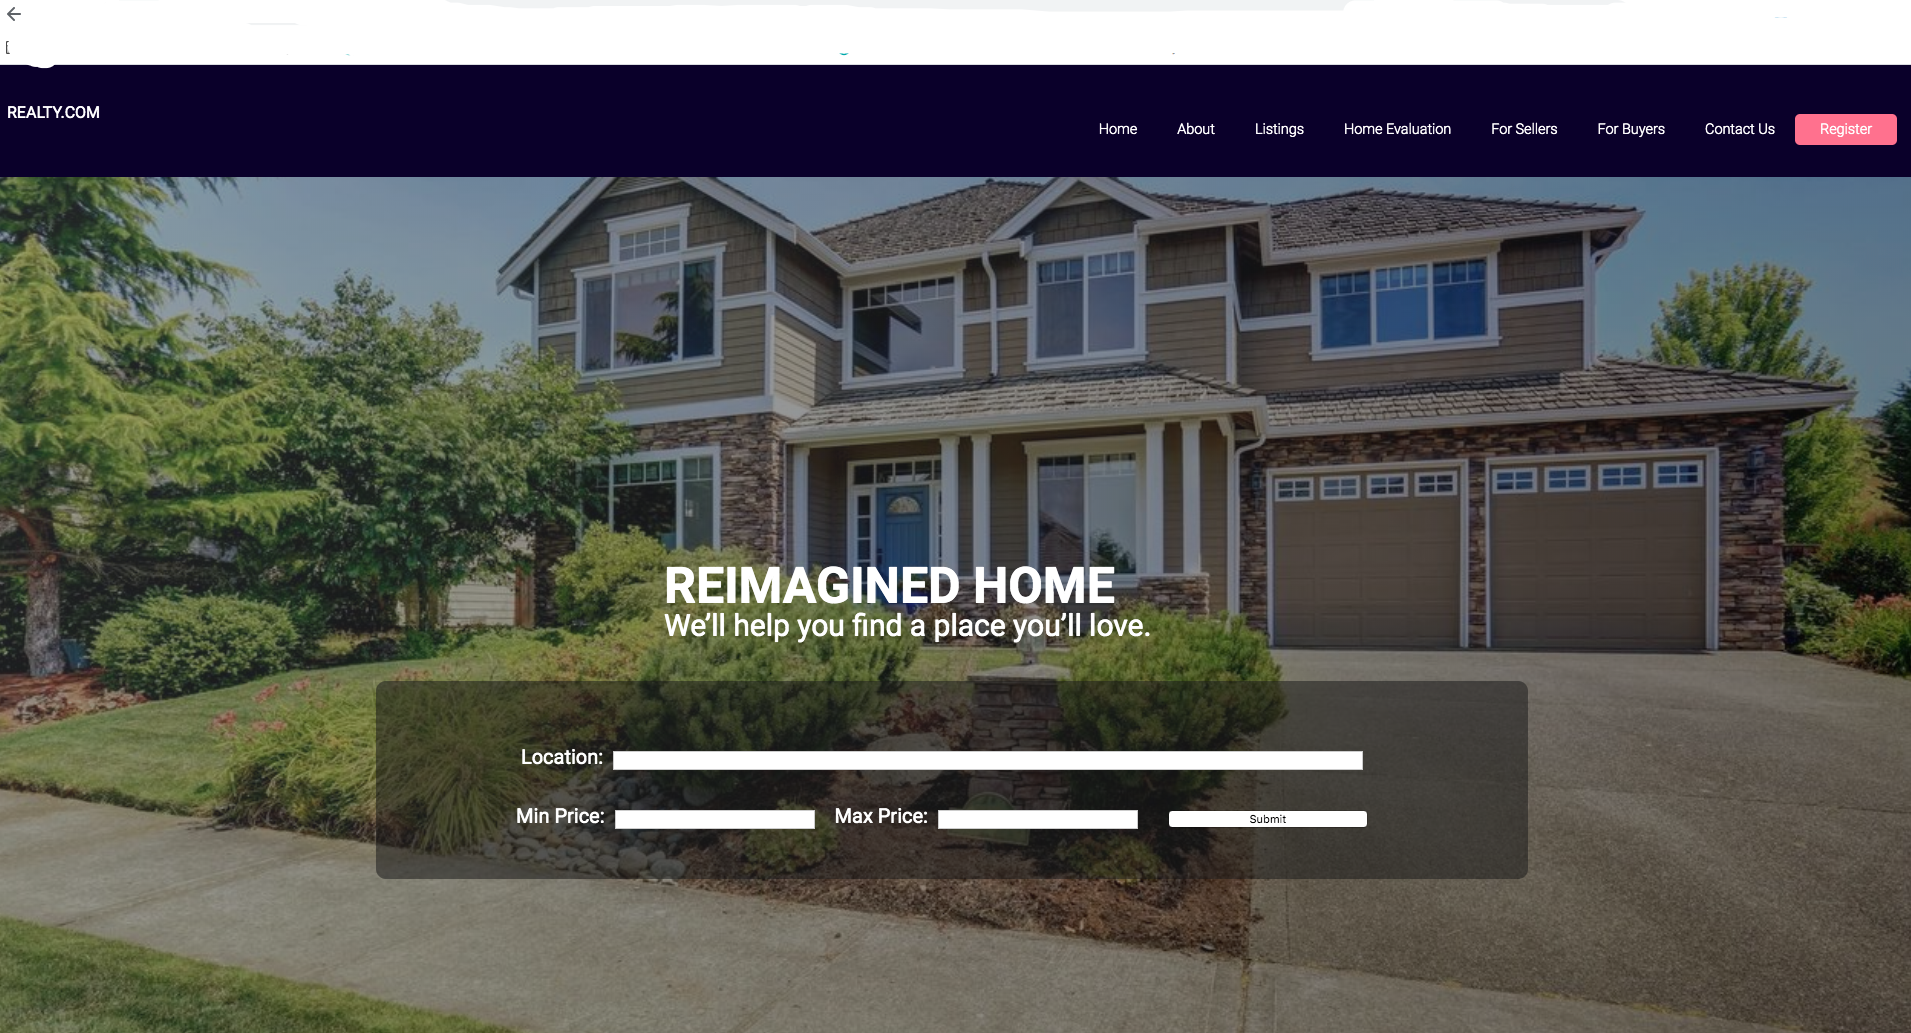 REALTY.COM
Home About Listings Home Evaluation For Sellers For Buyers Contact Us Register
REIMAGINED HOME
We’ll help you find a place you’ll love.
Location:
Min Price: Max Price: Submit